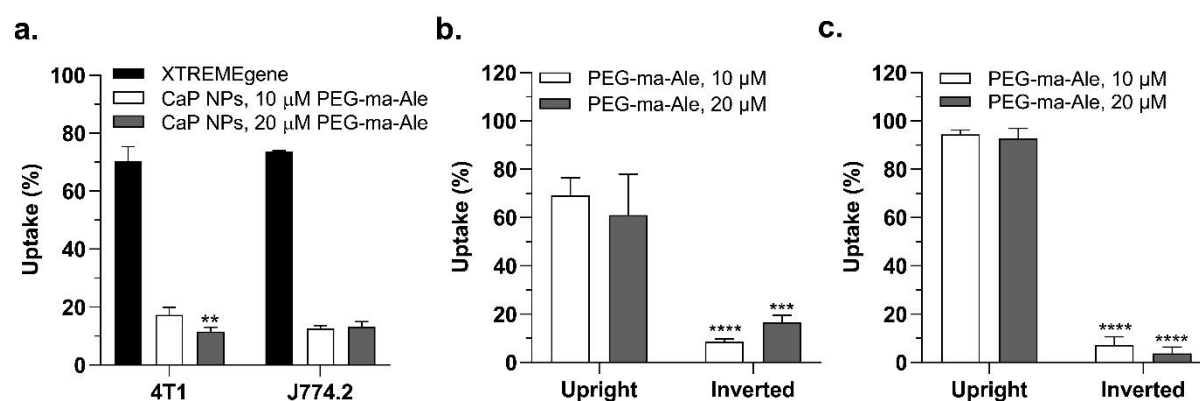 a.
XTREMEgene
CaP NPs, 10 μM PEG-ma-Ale
CaP NPs, 20 μM PEG-ma-Ale
Uptake (%)
100
80
60
40
20
0
**
4T1
J774.2
b.
PEG-ma-Ale, 10 μM
PEG-ma-Ale, 20 μM
Uptake (%)
120
100
80
60
40
20
0
****
***
Upright
Inverted
c.
PEG-ma-Ale, 10 μM
PEG-ma-Ale, 20 μM
Uptake (%)
120
100
80
60
40
20
0
****
****
Upright
Inverted